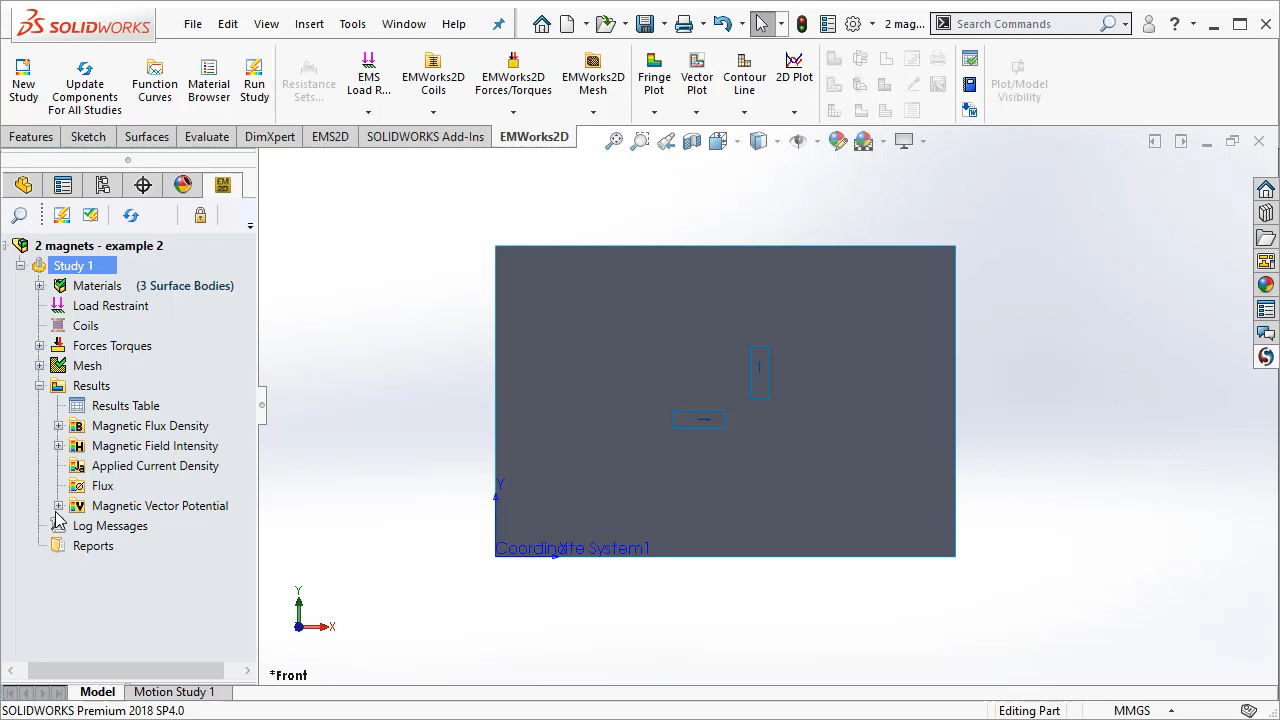 SOLIDWORKS File Edit View Insert Tools Window Help 2 mag... Search Commands ?
New Study
Update Components For All Studies
Function Curves
Material Browser
Run Study
Resistance Sets...
EMS Load R...
EMWorks2D Coils
EMWorks2D Forces/Torques
EMWorks2D Mesh
Fringe Plot
Vector Plot
Contour Line
2D Plot
Plot/Model Visibility
Features Sketch Surfaces Evaluate DimXpert EMS2D SOLIDWORKS Add-Ins EMWorks2D
2 magnets - example 2
Study 1
Materials (3 Surface Bodies)
Load Restraint
Coils
Forces Torques
Mesh
Results
Results Table
Magnetic Flux Density
Magnetic Field Intensity
Applied Current Density
Flux
Magnetic Vector Potential
Log Messages
Reports
Y
Coordinate System1
Y
X
*Front
Model Motion Study 1
SOLIDWORKS Premium 2018 SP4.0 Editing Part MMGS